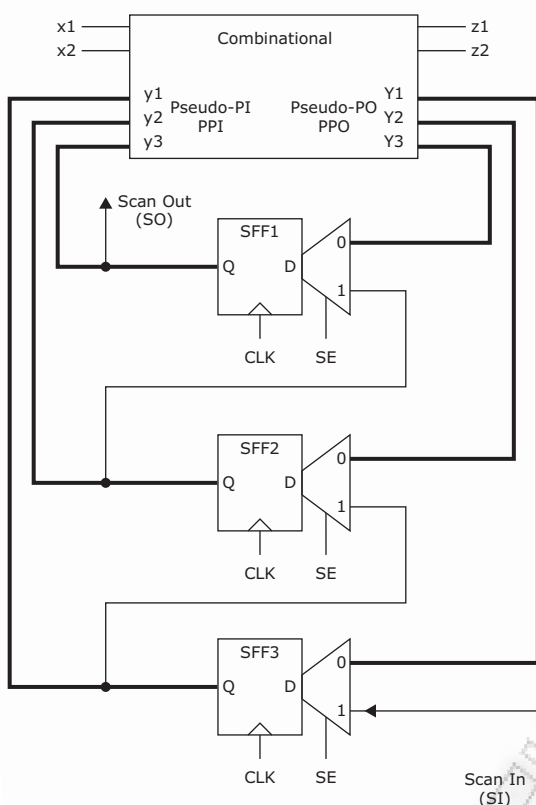 x1
x2
Combinational
z1
z2
y1
y2
y3
Pseudo-PI
PPI
Pseudo-PO
PPO
Y1
Y2
Y3
Scan Out
(SO)
SFF1
Q
D
0
1
CLK
SE
SFF2
Q
D
0
1
CLK
SE
SFF3
Q
D
0
1
CLK
SE
Scan In
(SI)